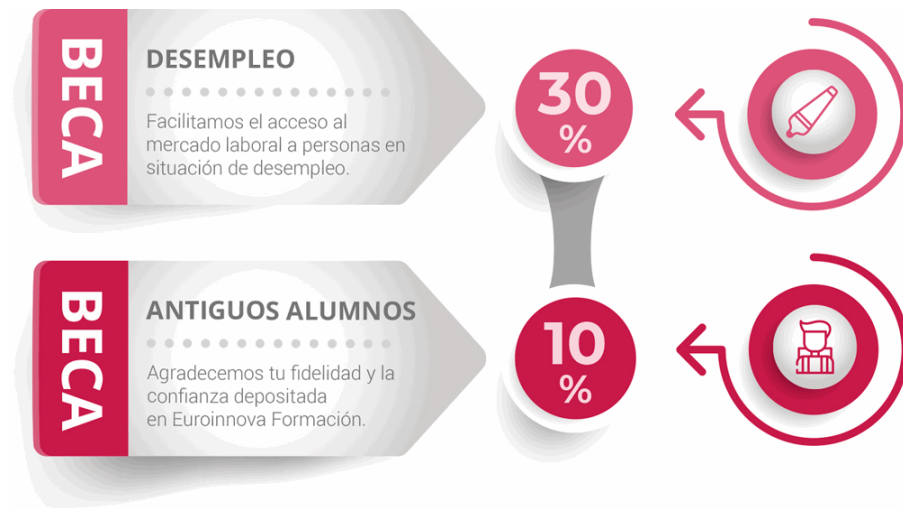 BECA
DESEMPLEO
Facilitamos el acceso al
mercado laboral a personas en
situación de desempleo.
30
%
BECA
ANTIGUOS ALUMNOS
Agradecemos tu fidelidad y la
confianza depositada
en Euroinnova Formación.
10
%